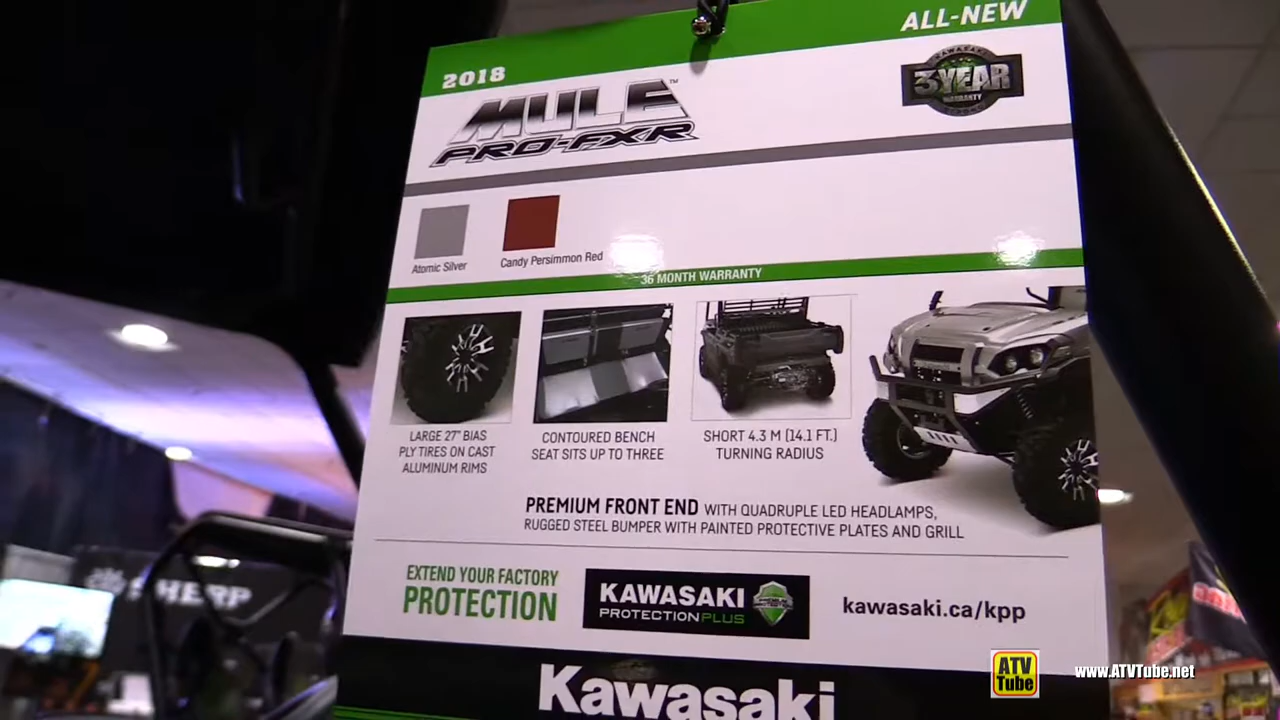 ALL-NEW
2018
MULE™
PRO-FXR
KAWASAKI
3 YEAR
WARRANTY
Atomic Silver
Candy Persimmon Red
36 MONTH WARRANTY
LARGE 27" BIAS
PLY TIRES ON CAST
ALUMINUM RIMS
CONTOURED BENCH
SEAT SITS UP TO THREE
SHORT 4.3 M (14.1 FT.)
TURNING RADIUS
PREMIUM FRONT END WITH QUADRUPLE LED HEADLAMPS,
RUGGED STEEL BUMPER WITH PAINTED PROTECTIVE PLATES AND GRILL
EXTEND YOUR FACTORY
PROTECTION
KAWASAKI
PROTECTIONPLUS
kawasaki.ca/kpp
Kawasaki
SHERP
ATV
Tube
www.ATVTube.net